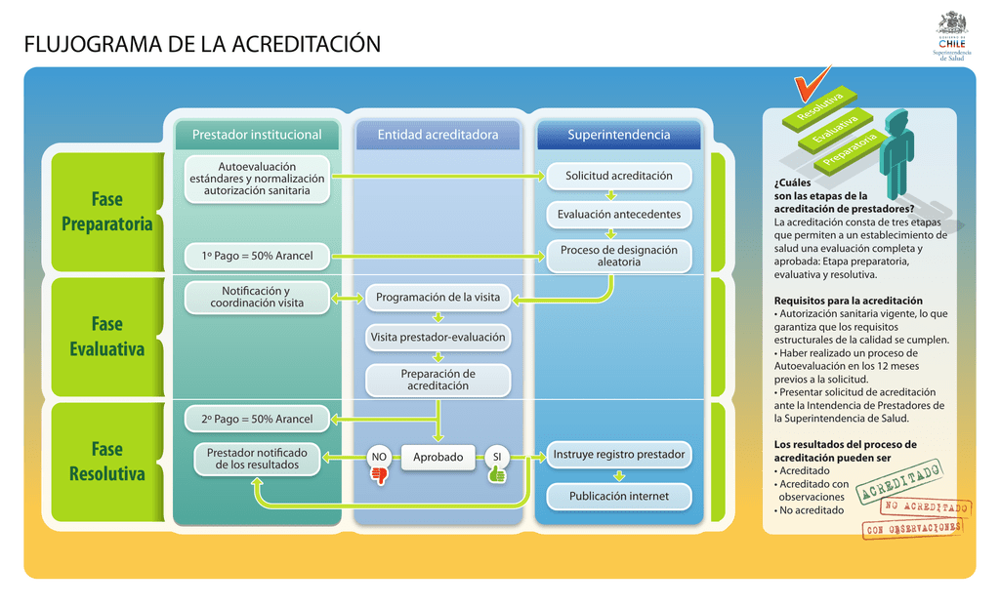 FLUJOGRAMA DE LA ACREDITACIÓN
GOBIERNO DE
CHILE
Superintendencia
de Salud
Prestador institucional
Entidad acreditadora
Superintendencia
Fase
Preparatoria
Autoevaluación
estándares y normalización
autorización sanitaria
Solicitud acreditación
Evaluación antecedentes
1º Pago = 50% Arancel
Proceso de designación
aleatoria
Fase
Evaluativa
Notificación y
coordinación visita
Programación de la visita
Visita prestador-evaluación
Preparación de
acreditación
Fase
Resolutiva
2º Pago = 50% Arancel
Prestador notificado
de los resultados
NO
Aprobado
SI
Instruye registro prestador
Publicación internet
Resolutiva
Evaluativa
Preparatoria
¿Cuáles
son las etapas de la
acreditación de prestadores?
La acreditación consta de tres etapas
que permiten a un establecimiento de
salud una evaluación completa y
aprobada: Etapa preparatoria,
evaluativa y resolutiva.
Requisitos para la acreditación
• Autorización sanitaria vigente, lo que
garantiza que los requisitos
estructurales de la calidad se cumplen.
• Haber realizado un proceso de
Autoevaluación en los 12 meses
previos a la solicitud.
• Presentar solicitud de acreditación
ante la Intendencia de Prestadores de
la Superintendencia de Salud.
Los resultados del proceso de
acreditación pueden ser
• Acreditado
• Acreditado con
observaciones
• No acreditado
ACREDITADO
NO ACREDITADO
CON OBSERVACIONES